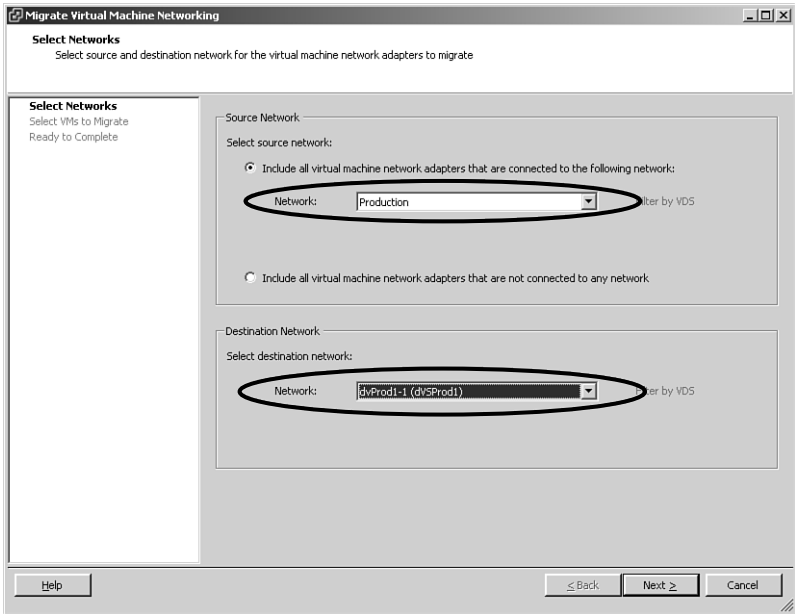 Migrate Virtual Machine Networking
Select Networks
Select source and destination network for the virtual machine network adapters to migrate
Select Networks
Select VMs to Migrate
Ready to Complete
Source Network
Select source network:
Include all virtual machine network adapters that are connected to the following network:
Network: Production by VDS
Include all virtual machine network adapters that are not connected to any network
Destination Network
Select destination network:
Network: dvProd1-1 (dVSProd1) by VDS
Help
≤ Back Next ≥ Cancel